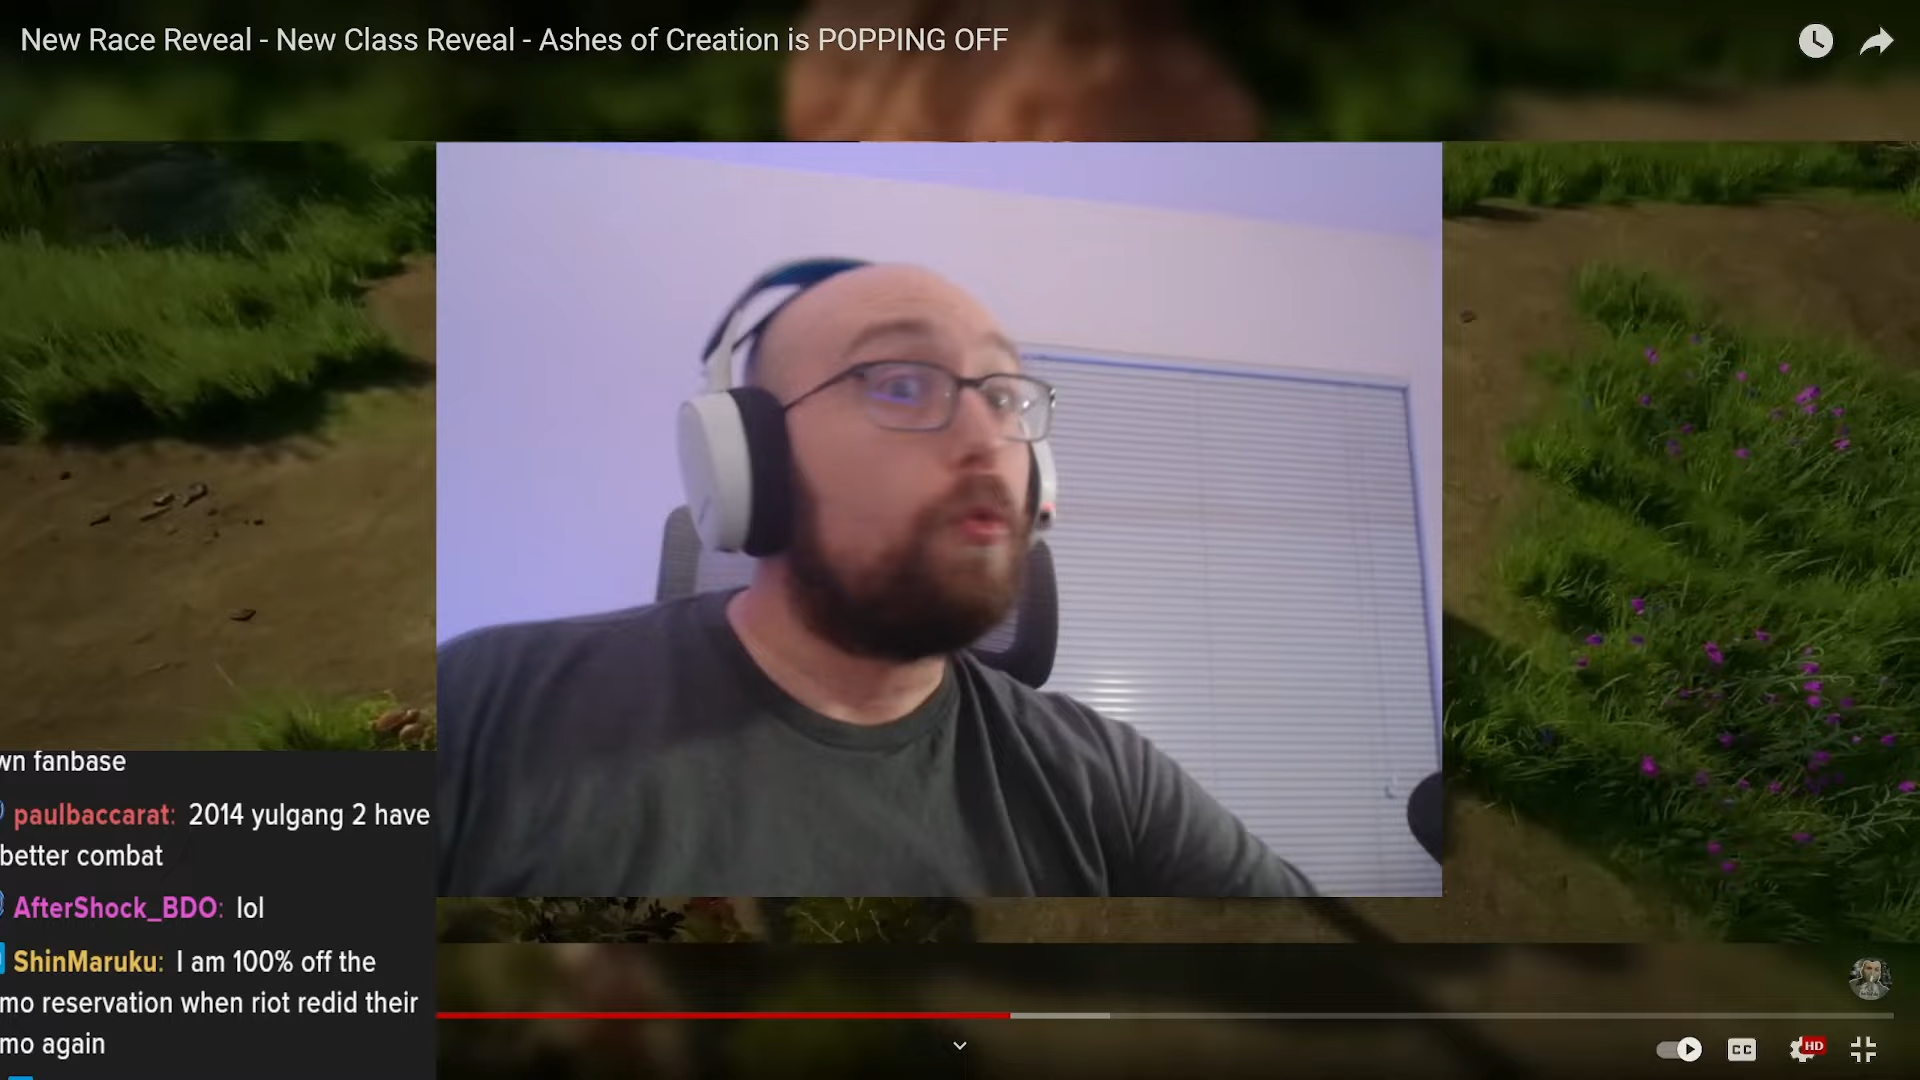 New Race Reveal - New Class Reveal - Ashes of Creation is POPPING OFF
wn fanbase
paulbaccarat: 2014 yulgang 2 have
better combat
AfterShock_BDO: lol
ShinMaruku: I am 100% off the
mo reservation when riot redid their
mo again
CC
HD